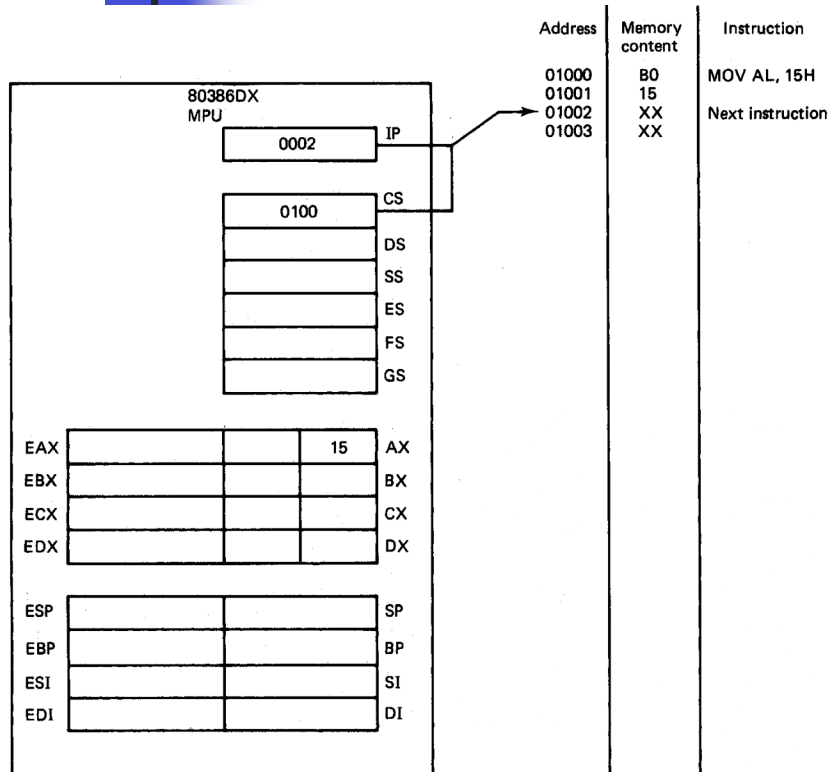 80386DX
MPU
0002 IP
0100 CS
DS
SS
ES
FS
GS
EAX 15 AX
EBX BX
ECX CX
EDX DX
ESP SP
EBP BP
ESI SI
EDI DI
Address Memory content Instruction
01000 B0 MOV AL, 15H
01001 15
01002 XX Next instruction
01003 XX